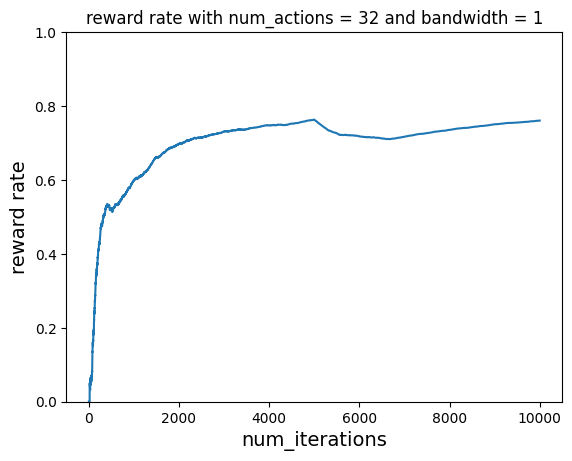 reward rate with num_actions = 32 and bandwidth = 1
1.0
0.8
0.6
0.4
0.2
0.0
reward rate
0 2000 4000 6000 8000 10000
num_iterations